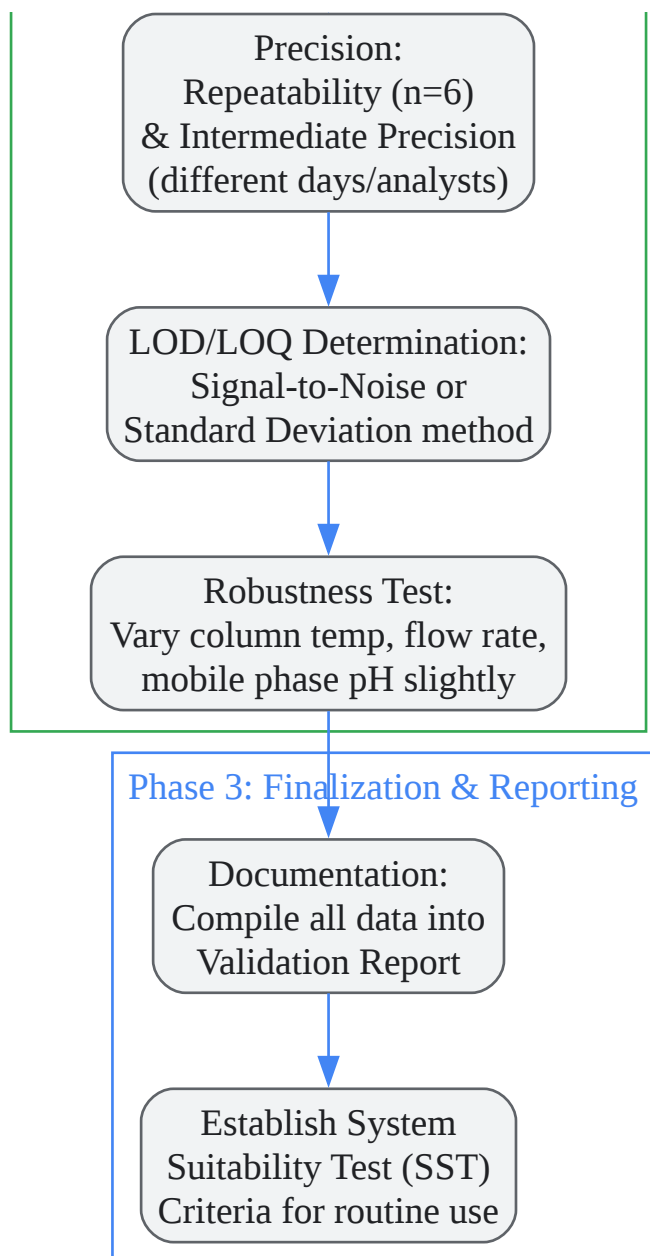 Precision:
Repeatability (n=6)
& Intermediate Precision
(different days/analysts)
LOD/LOQ Determination:
Signal-to-Noise or
Standard Deviation method
Robustness Test:
Vary column temp, flow rate,
mobile phase pH slightly
Phase 3: Finalization & Reporting
Documentation:
Compile all data into
Validation Report
Establish System
Suitability Test (SST)
Criteria for routine use